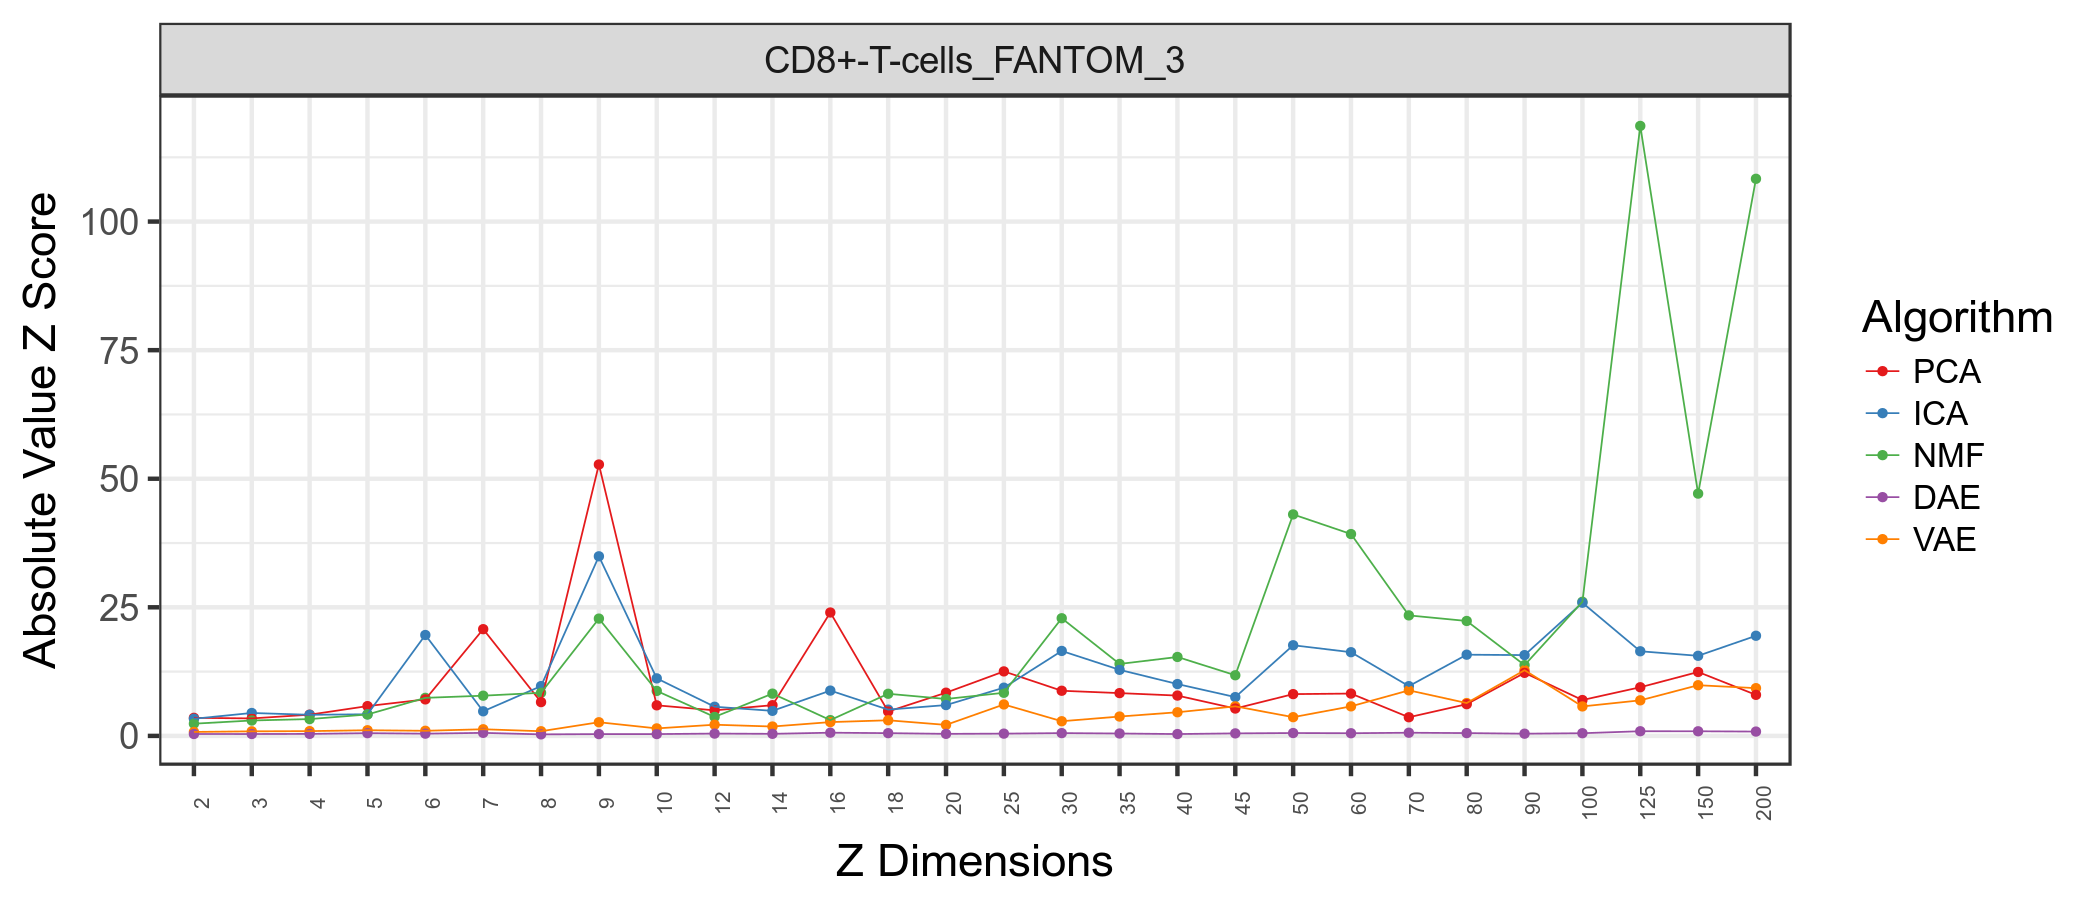 CD8+-T-cells_FANTOM_3
Absolute Value Z Score
100
75
50
25
0
2 3 4 5 6 7 8 9 10 12 14 16 18 20 25 30 35 40 45 50 60 70 80 90 100 125 150 200
Z Dimensions
Algorithm
PCA
ICA
NMF
DAE
VAE